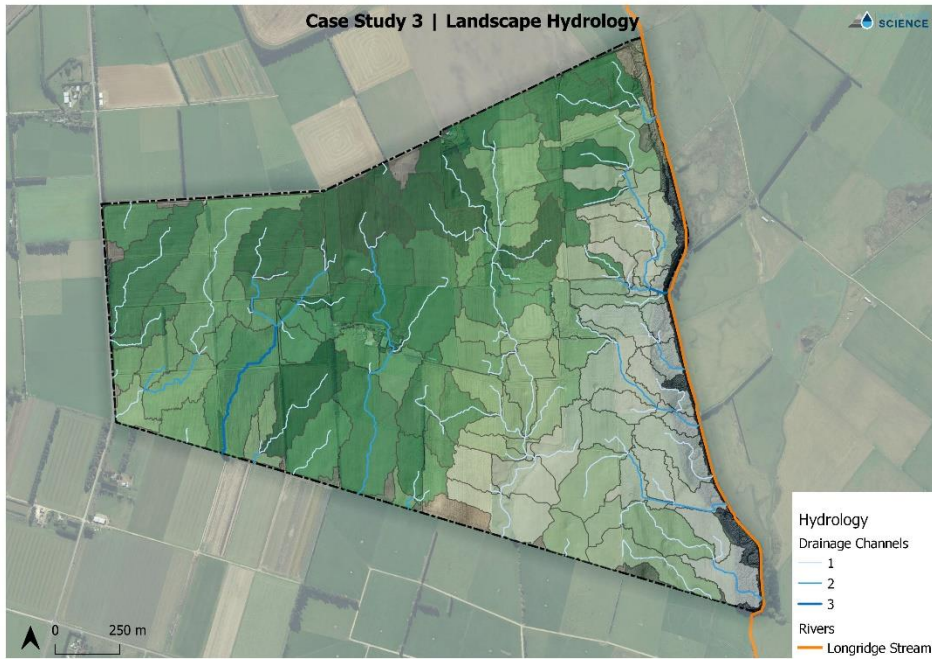 Case Study 3 | Landscape Hydrology
SCIENCE
Hydrology
Drainage Channels
1
2
3
Rivers
Longridge Stream
0 250 m